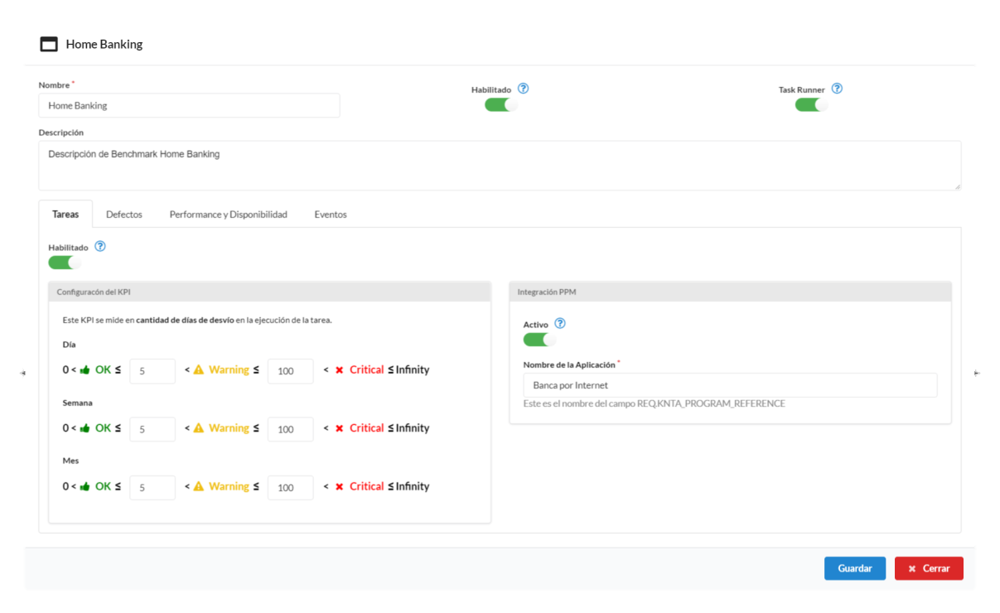 Home Banking
Nombre *
Habilitado ?
Task Runner ?
Home Banking
Descripción
Descripción de Benchmark Home Banking
Tareas Defectos Performance y Disponibilidad Eventos
Habilitado ?
Configuracón del KPI
Este KPI se mide en cantidad de días de desvío en la ejecución de la tarea.
Día
0 < OK ≤ 5 < Warning ≤ 100 < Critical ≤ Infinity
Semana
0 < OK ≤ 5 < Warning ≤ 100 < Critical ≤ Infinity
Mes
0 < OK ≤ 5 < Warning ≤ 100 < Critical ≤ Infinity
Integración PPM
Activo ?
Nombre de la Aplicación *
Banca por Internet
Este es el nombre del campo REQ.KNTA_PROGRAM_REFERENCE
Guardar
Cerrar